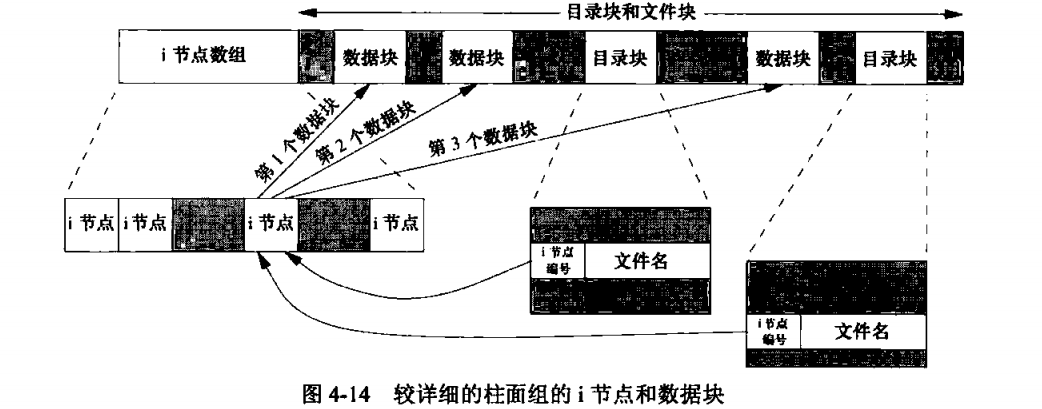 目录块和文件块
i 节点数组
数据块
数据块
目录块
数据块
目录块
第 1 个数据块
第 2 个数据块
第 3 个数据块
i 节点
i 节点
i 节点
i 节点
i 节点
编号
文件名
i 节点
编号
文件名
图 4-14 较详细的柱面组的 i 节点和数据块